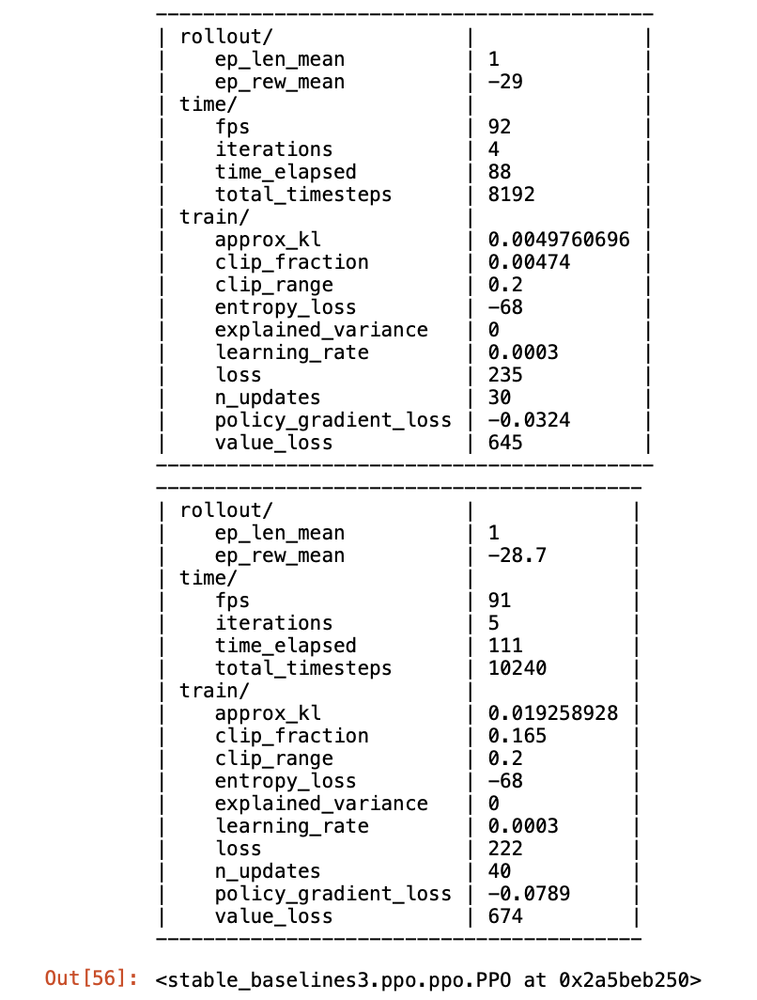 ------------------------------------------
| rollout/                |              |
|    ep_len_mean          | 1            |
|    ep_rew_mean          | -29          |
| time/                   |              |
|    fps                  | 92           |
|    iterations           | 4            |
|    time_elapsed         | 88           |
|    total_timesteps      | 8192         |
| train/                  |              |
|    approx_kl            | 0.0049760696 |
|    clip_fraction        | 0.00474      |
|    clip_range           | 0.2          |
|    entropy_loss         | -68          |
|    explained_variance   | 0            |
|    learning_rate        | 0.0003       |
|    loss                 | 235          |
|    n_updates            | 30           |
|    policy_gradient_loss | -0.0324      |
|    value_loss           | 645          |
------------------------------------------
-----------------------------------------
| rollout/                |             |
|    ep_len_mean          | 1           |
|    ep_rew_mean          | -28.7       |
| time/                   |             |
|    fps                  | 91          |
|    iterations           | 5           |
|    time_elapsed         | 111         |
|    total_timesteps      | 10240       |
| train/                  |             |
|    approx_kl            | 0.019258928 |
|    clip_fraction        | 0.165       |
|    clip_range           | 0.2         |
|    entropy_loss         | -68         |
|    explained_variance   | 0           |
|    learning_rate        | 0.0003      |
|    loss                 | 222         |
|    n_updates            | 40          |
|    policy_gradient_loss | -0.0789     |
|    value_loss           | 674         |
-----------------------------------------
Out[56]: <stable_baselines3.ppo.ppo.PPO at 0x2a5beb250>